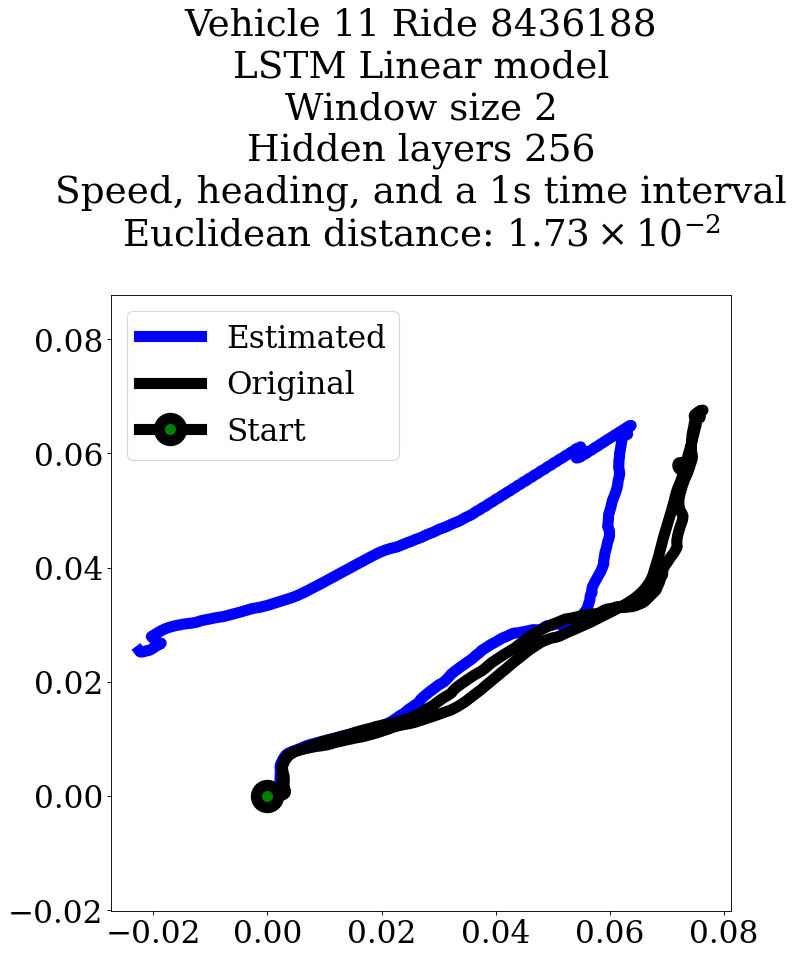 Vehicle 11 Ride 8436188
LSTM Linear model
Window size 2
Hidden layers 256
Speed, heading, and a 1s time interval
Euclidean distance: 1.73 × 10⁻²
Estimated
Original
Start
0.08
0.06
0.04
0.02
0.00
−0.02
−0.02 0.00 0.02 0.04 0.06 0.08